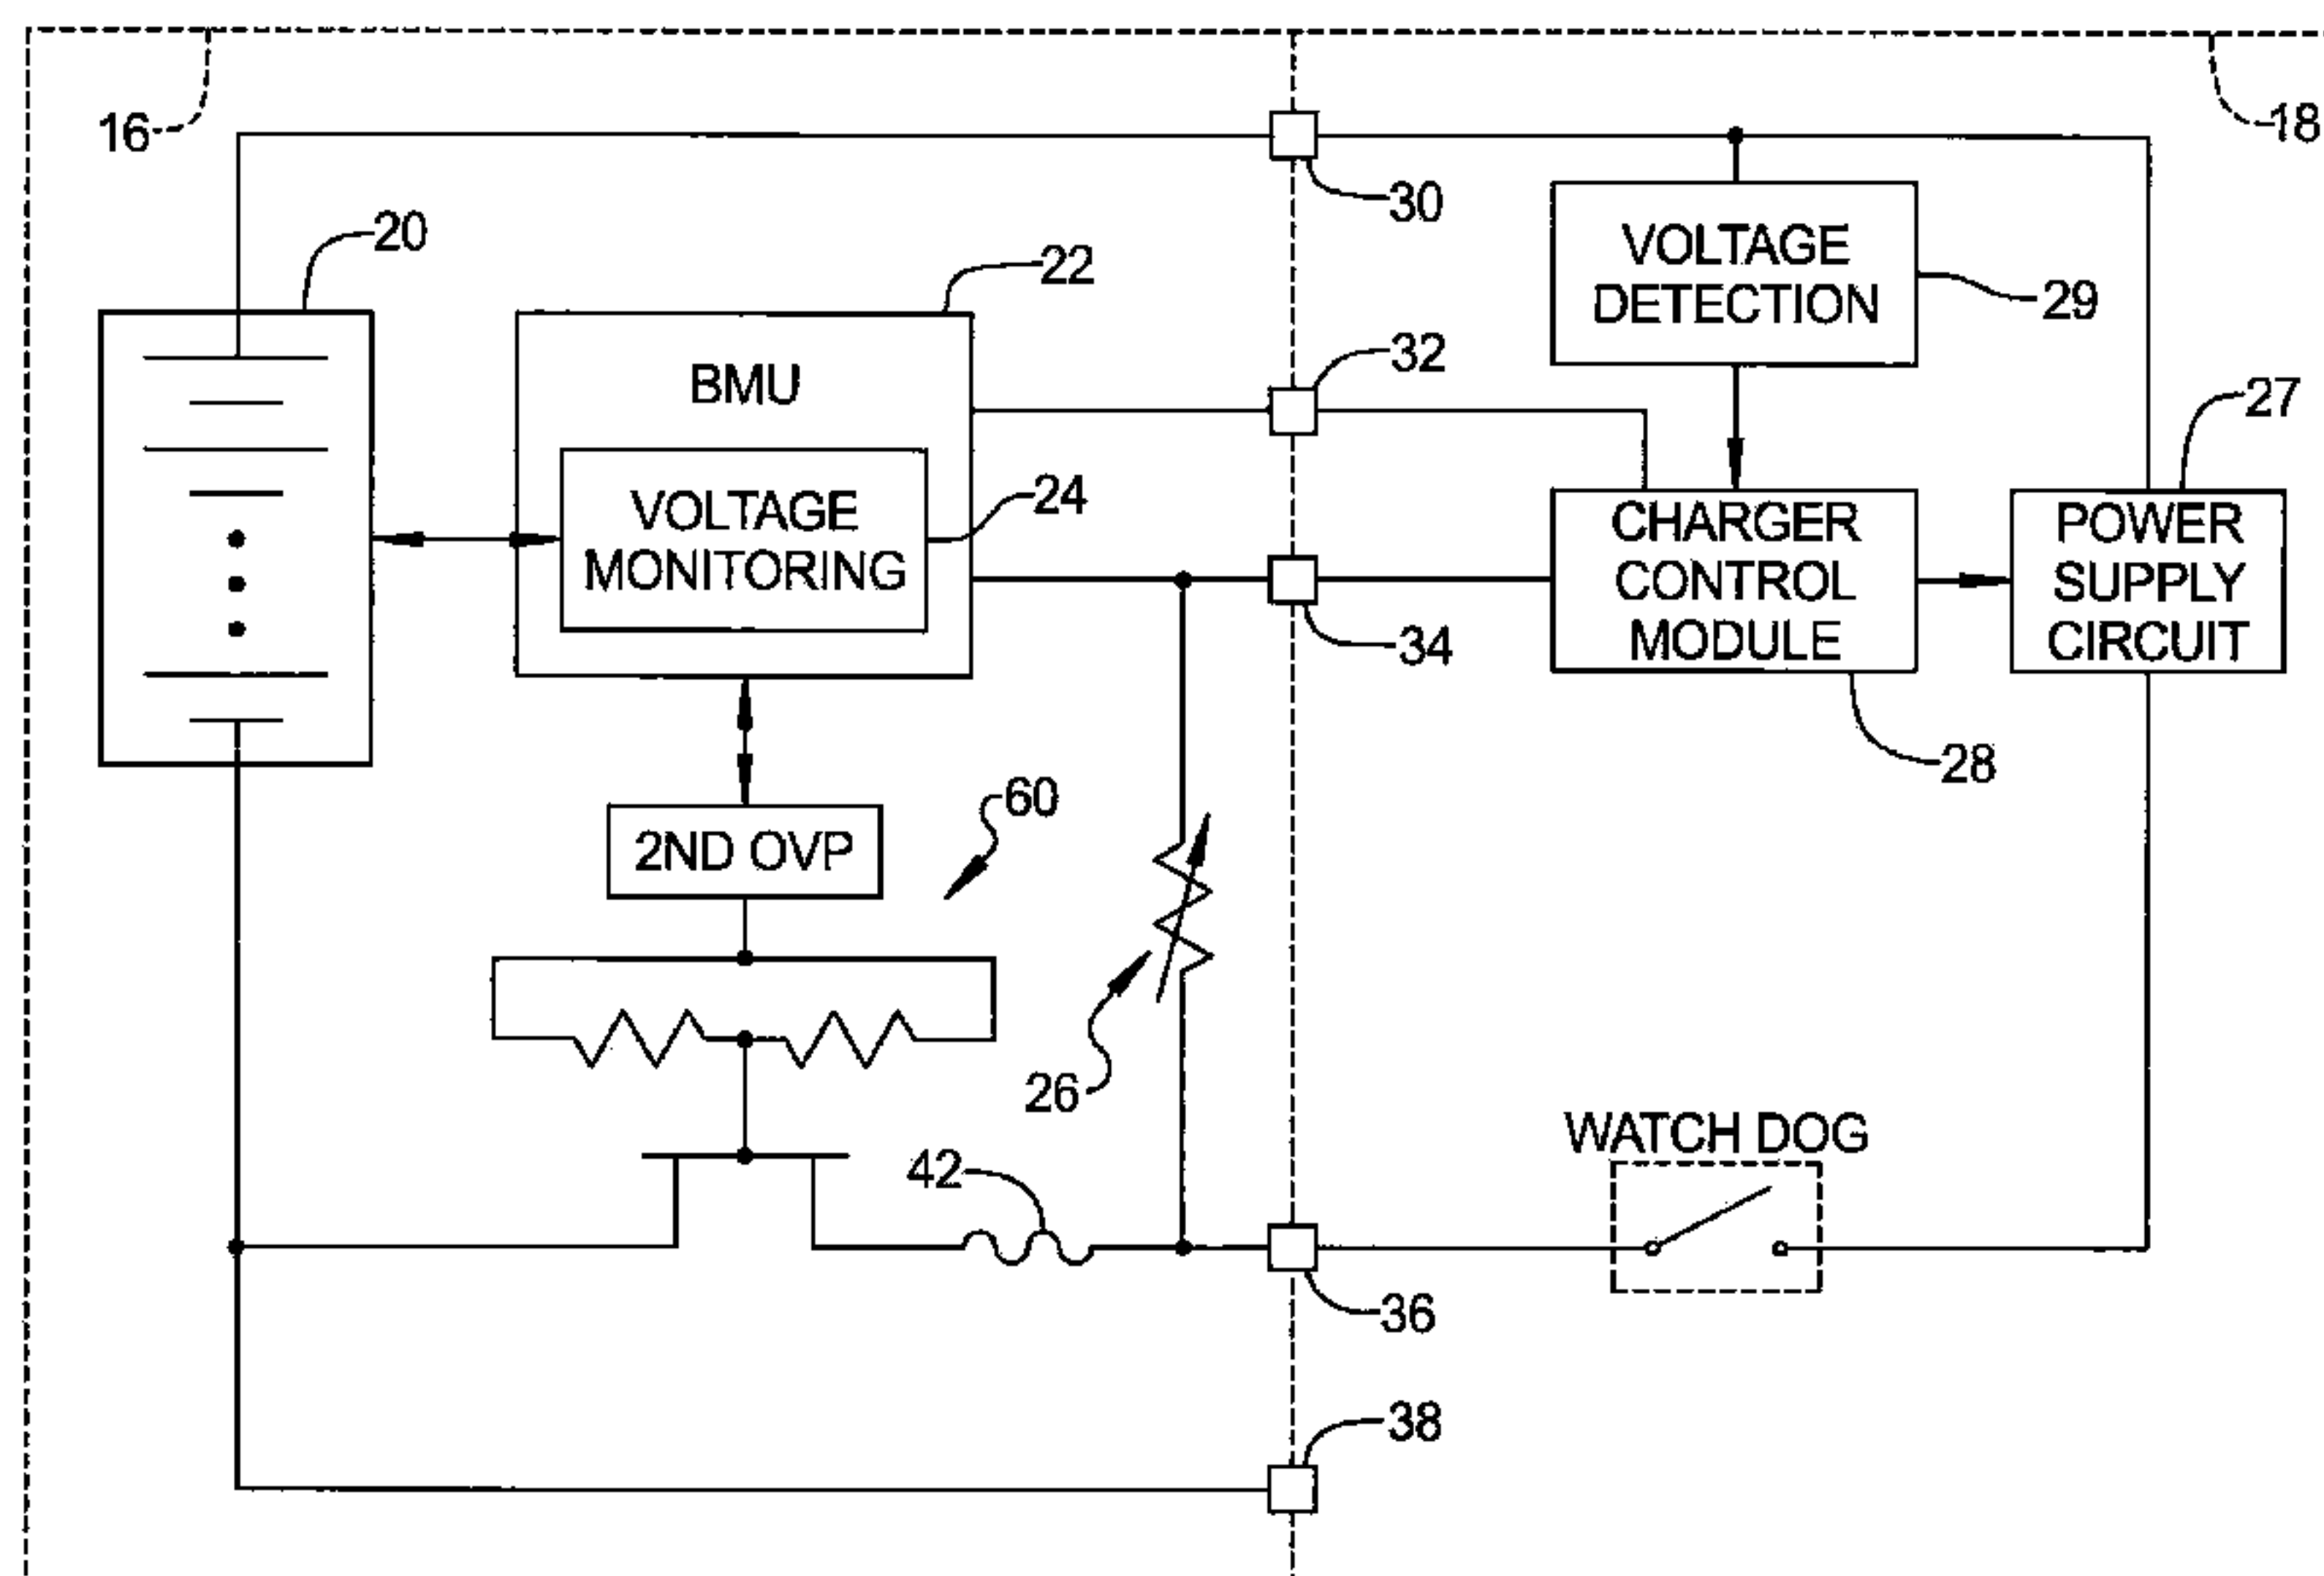 16
18
30
20
22
VOLTAGE
DETECTION
29
32
BMU
27
VOLTAGE
MONITORING
24
CHARGER
CONTROL
MODULE
POWER
SUPPLY
CIRCUIT
34
28
60
2ND OVP
26
WATCH DOG
42
36
38